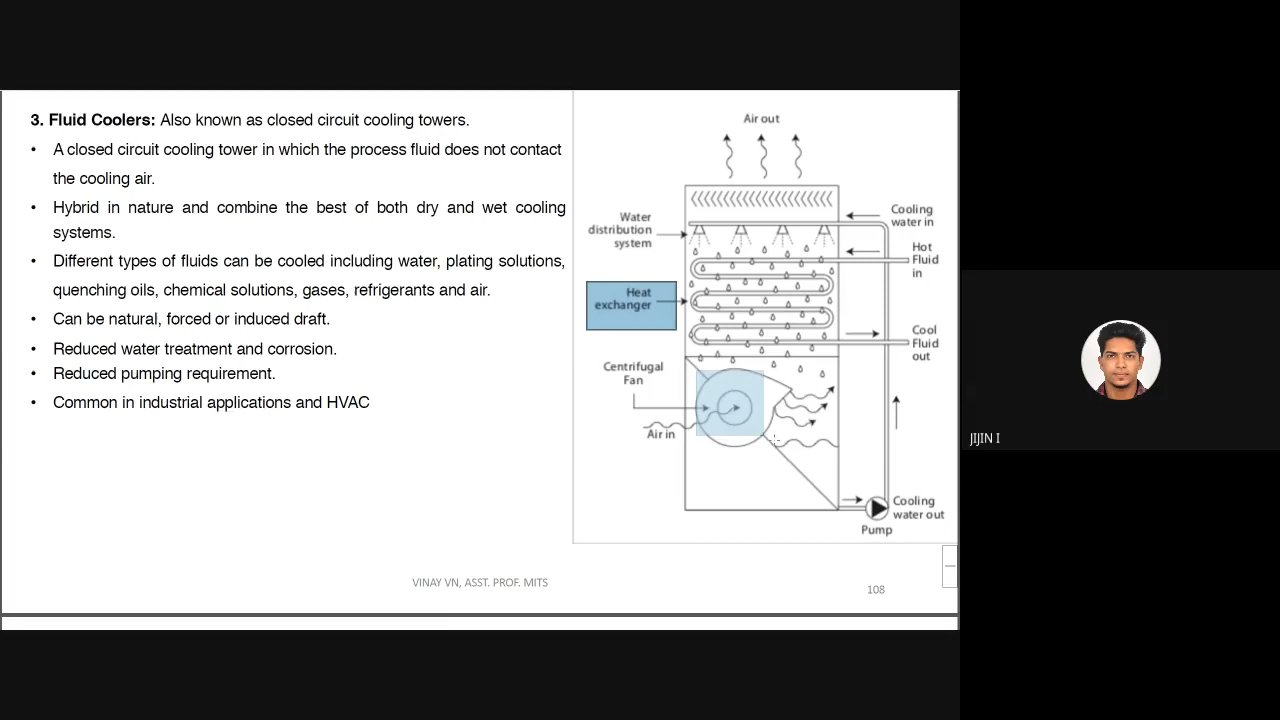 3. Fluid Coolers: Also known as closed circuit cooling towers.
• A closed circuit cooling tower in which the process fluid does not contact
the cooling air.
• Hybrid in nature and combine the best of both dry and wet cooling
systems.
• Different types of fluids can be cooled including water, plating solutions,
quenching oils, chemical solutions, gases, refrigerants and air.
• Can be natural, forced or induced draft.
• Reduced water treatment and corrosion.
• Reduced pumping requirement.
• Common in industrial applications and HVAC
Air out
Water
distribution
system
Cooling
water in
Hot
Fluid
in
Heat
exchanger
Cool
Fluid
out
Centrifugal
Fan
Air in
Cooling
water out
Pump
VINAY VN, ASST. PROF. MITS
108
JIJIN I